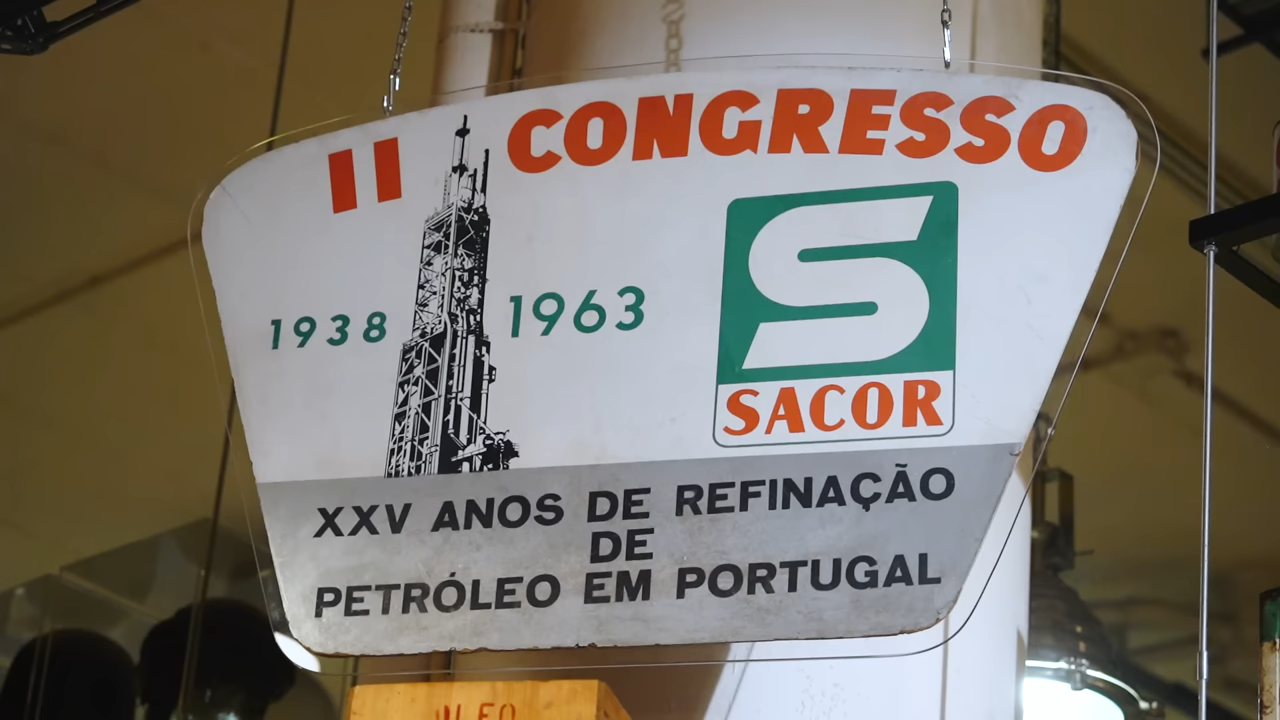 II CONGRESSO
1938 1963
S
SACOR
XXV ANOS DE REFINAÇÃO
DE
PETRÓLEO EM PORTUGAL